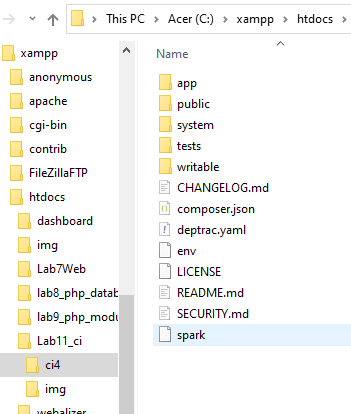 This PC > Acer (C:) > xampp > htdocs >
xampp
anonymous
apache
cgi-bin
contrib
FileZillaFTP
htdocs
dashboard
img
Lab7Web
lab8_php_datab
lab9_php_modu
Lab11_ci
ci4
img
webalizer
Name
app
public
system
tests
writable
CHANGELOG.md
composer.json
deptrac.yaml
env
LICENSE
README.md
SECURITY.md
spark